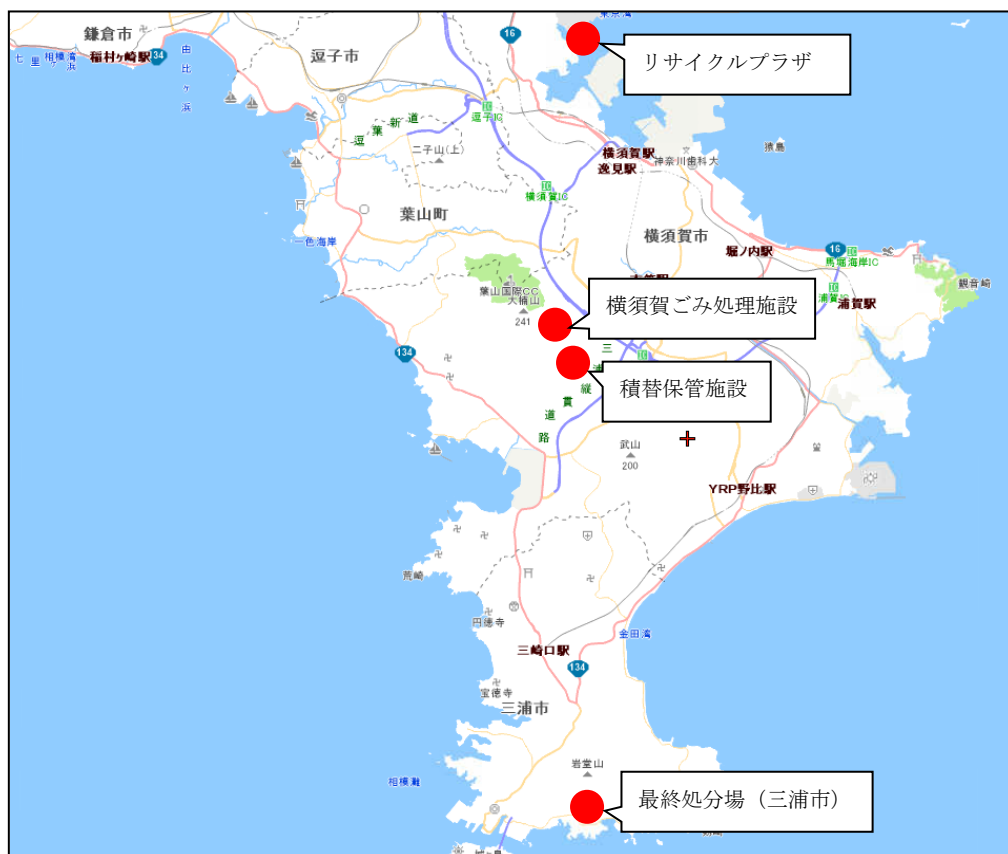 東京湾
鎌倉市
16
七里ヶ浜
相模湾
稲村ヶ崎駅
34
由比ヶ浜
逗子市
リサイクルプラザ
逗葉新道
逗子IC
二子山(上)
横須賀駅
逸見駅
神奈川歯科大
猿島
横須賀IC
葉山町
一色海岸
横須賀市
堀ノ内駅
16
馬堀海岸IC
観音崎
浦賀駅
葉山国際CC
大楠山
241
横須賀ごみ処理施設
134
三浦縦貫道路
IC
積替保管施設
武山
200
YRP野比駅
荒崎
円徳寺
金田湾
三崎口駅
134
宝徳寺
三浦市
相模灘
岩堂山
最終処分場（三浦市）